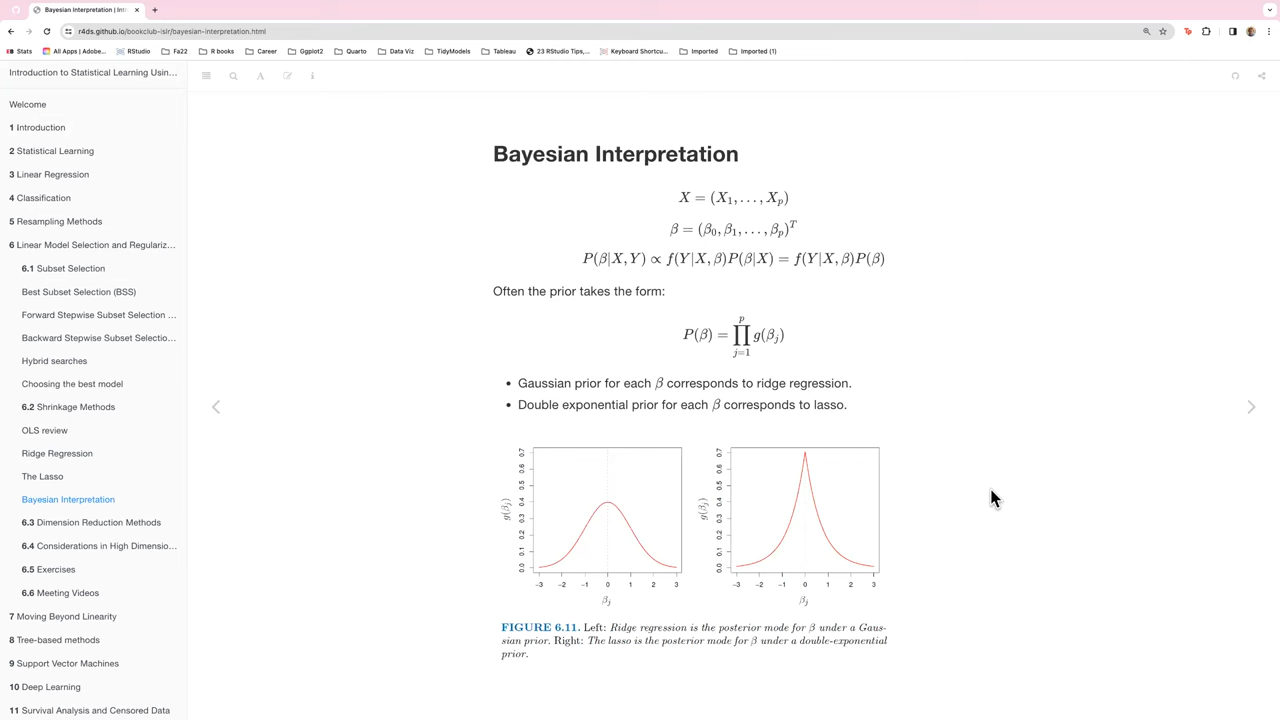 Bayesian Interpretation | Intr
r4ds.github.io/bookclub-islr/bayesian-interpretation.html
Stats
All Apps | Adobe...
RStudio
Fa22
R books
Career
Ggplot2
Quarto
Data Viz
TidyModels
Tableau
23 RStudio Tips,...
Keyboard Shortcu...
Imported
Imported (1)
Introduction to Statistical Learning Usin...
Welcome
1 Introduction
2 Statistical Learning
3 Linear Regression
4 Classification
5 Resampling Methods
6 Linear Model Selection and Regulariz...
6.1 Subset Selection
Best Subset Selection (BSS)
Forward Stepwise Subset Selection ...
Backward Stepwise Subset Selectio...
Hybrid searches
Choosing the best model
6.2 Shrinkage Methods
OLS review
Ridge Regression
The Lasso
Bayesian Interpretation
6.3 Dimension Reduction Methods
6.4 Considerations in High Dimensio...
6.5 Exercises
6.6 Meeting Videos
7 Moving Beyond Linearity
8 Tree-based methods
9 Support Vector Machines
10 Deep Learning
11 Survival Analysis and Censored Data
Bayesian Interpretation
X = (X₁, . . . , Xₚ)
β = (β₀, β₁, . . . , βₚ)ᵀ
P(β|X, Y) ∝ f(Y|X, β)P(β|X) = f(Y|X, β)P(β)
Often the prior takes the form:
P(β) = ∏ⱼ₌₁ᵖ g(βⱼ)
• Gaussian prior for each β corresponds to ridge regression.
• Double exponential prior for each β corresponds to lasso.
g(βⱼ)
0.7
0.6
0.5
0.4
0.3
0.2
0.1
0.0
−3 −2 −1 0 1 2 3
βⱼ
g(βⱼ)
0.7
0.6
0.5
0.4
0.3
0.2
0.1
0.0
−3 −2 −1 0 1 2 3
βⱼ
FIGURE 6.11. Left: Ridge regression is the posterior mode for β under a Gaus-
sian prior. Right: The lasso is the posterior mode for β under a double-exponential
prior.